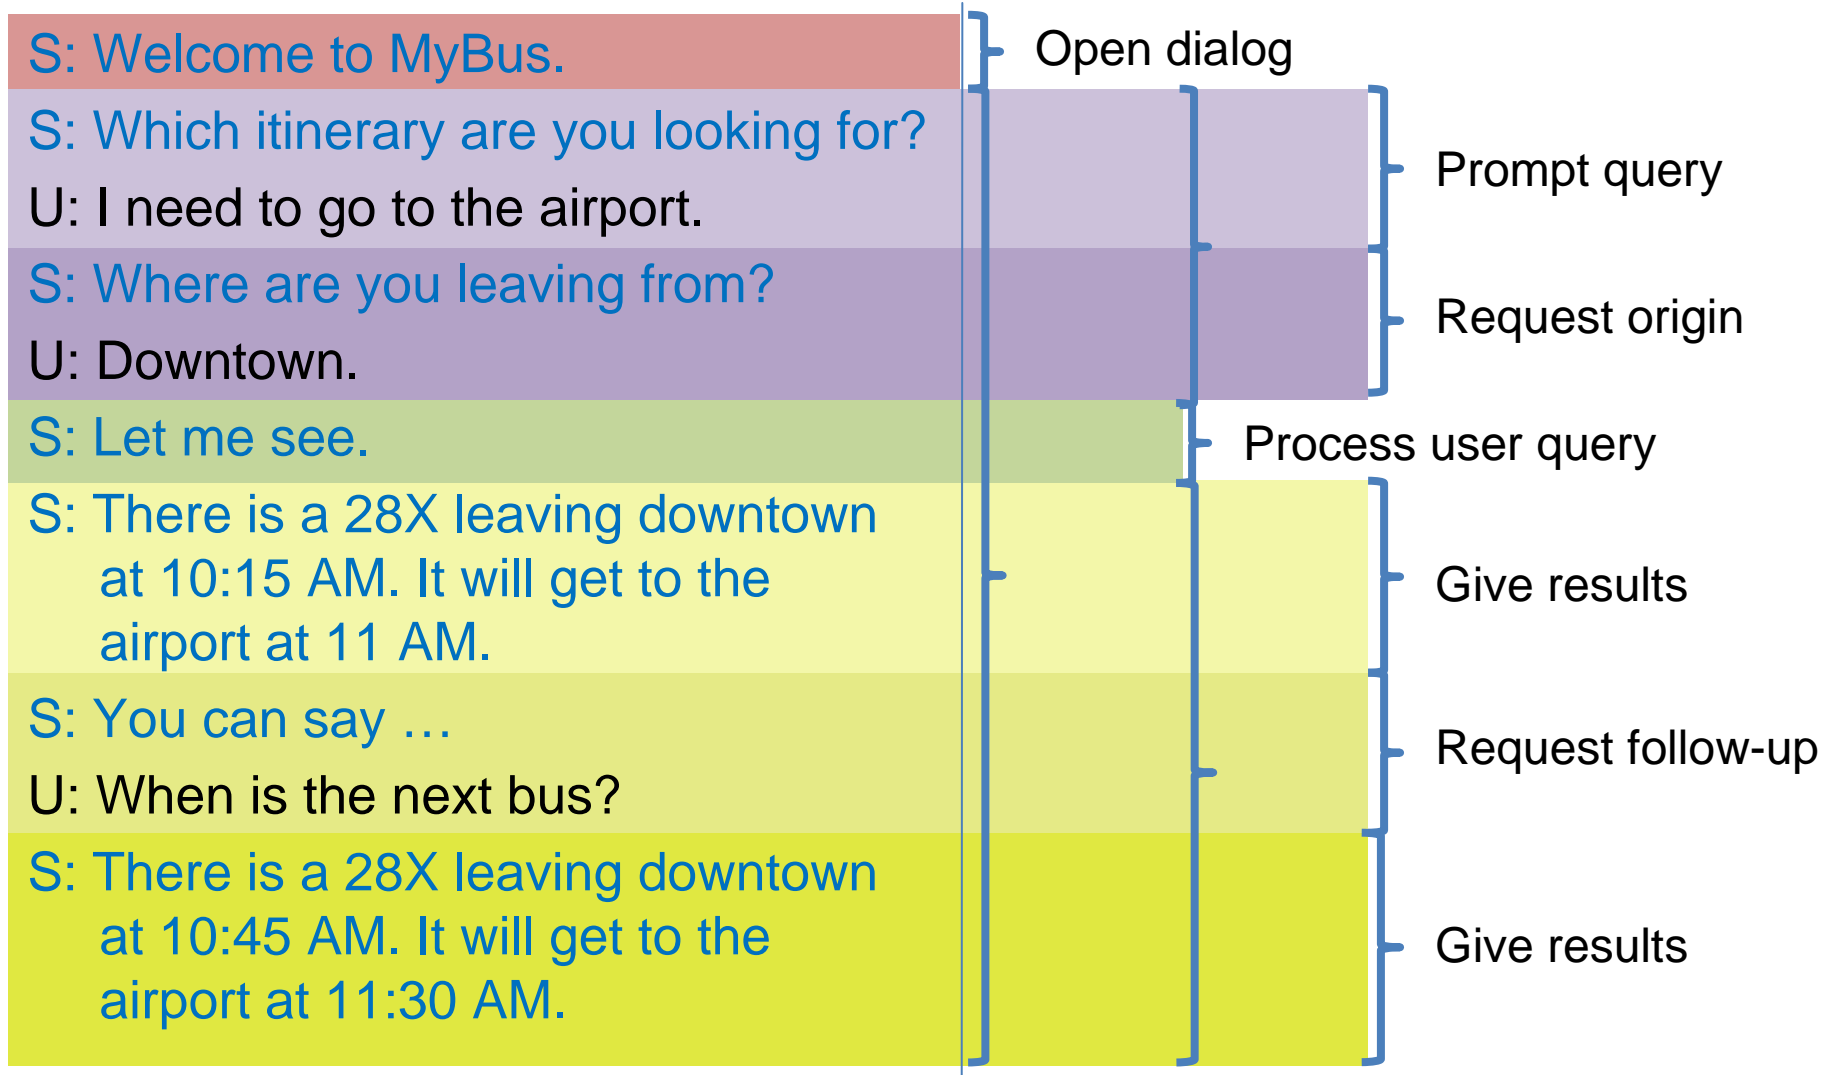 S: Welcome to MyBus.
Open dialog
S: Which itinerary are you looking for?
U: I need to go to the airport.
Prompt query
S: Where are you leaving from?
U: Downtown.
Request origin
S: Let me see.
Process user query
S: There is a 28X leaving downtown
at 10:15 AM. It will get to the
airport at 11 AM.
Give results
S: You can say …
U: When is the next bus?
Request follow-up
S: There is a 28X leaving downtown
at 10:45 AM. It will get to the
airport at 11:30 AM.
Give results